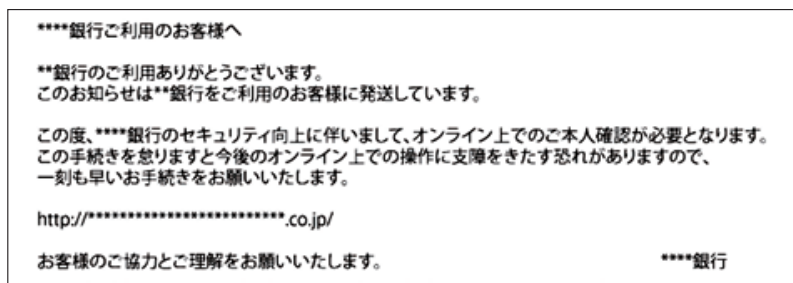 ****銀行ご利用のお客様へ
**銀行のご利用ありがとうございます。
このお知らせは**銀行をご利用のお客様に発送しています。
この度、****銀行のセキュリティ向上に伴いまして、オンライン上でのご本人確認が必要となります。
この手続きを怠りますと今後のオンライン上での操作に支障をきたす恐れがありますので、
一刻も早いお手続きをお願いいたします。
http://*************************.co.jp/
お客様のご協力とご理解をお願いいたします。 ****銀行